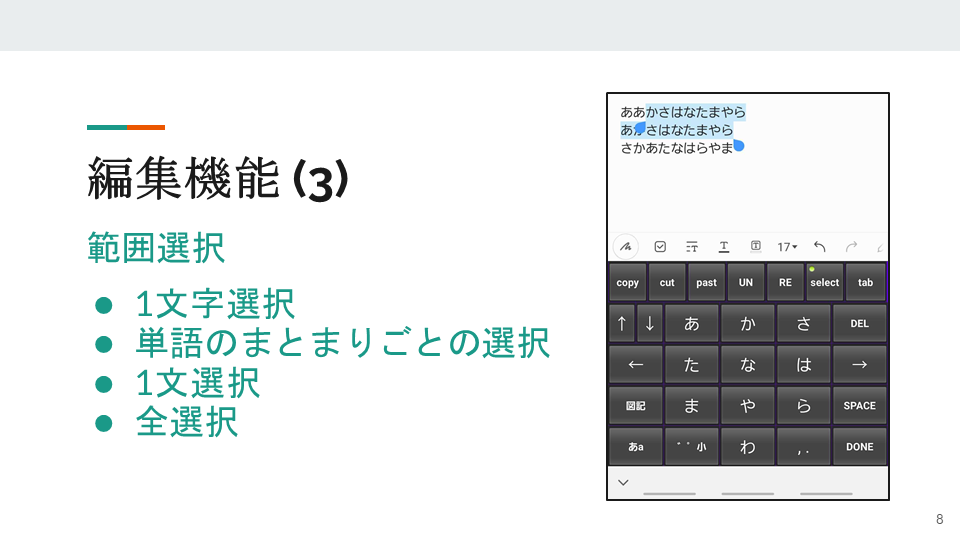 編集機能 (3)
範囲選択
● 1文字選択
● 単語のまとまりごとの選択
● 1文選択
● 全選択
ああかさはなたまやら
あかさはなたまやら
さかあたなはらやま
17
copy cut past UN RE select tab
↑ ↓ あ か さ DEL
← た な は →
図記 ま や ら SPACE
あa ゛゜小 わ , . DONE
8